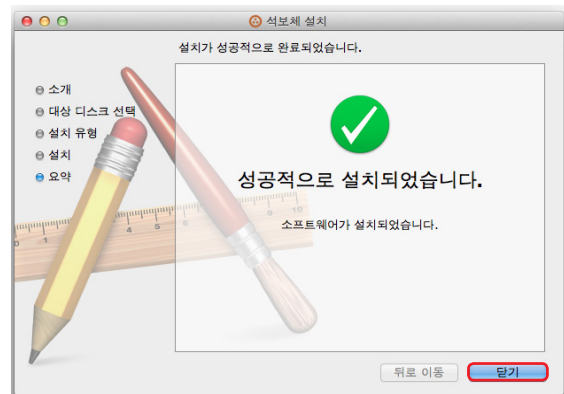 석보체 설치
설치가 성공적으로 완료되었습니다.
소개
대상 디스크 선택
설치 유형
설치
요약
성공적으로 설치되었습니다.
소프트웨어가 설치되었습니다.
뒤로 이동
닫기